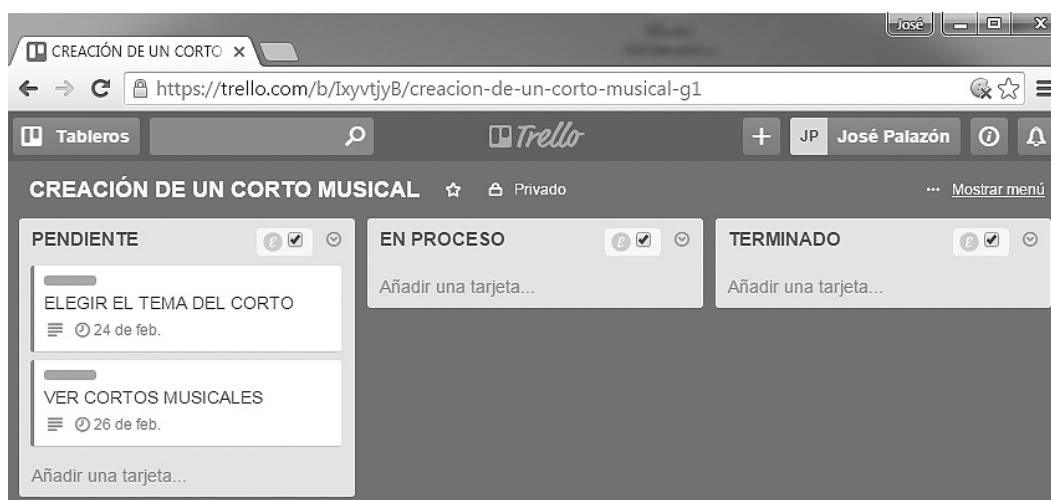 José
CREACIÓN DE UN CORTO
https://trello.com/b/IxyvtjyB/creacion-de-un-corto-musical-g1
Tableros Trello + JP José Palazón
CREACIÓN DE UN CORTO MUSICAL Privado ... Mostrar menú
PENDIENTE
ELEGIR EL TEMA DEL CORTO
24 de feb.
VER CORTOS MUSICALES
26 de feb.
Añadir una tarjeta...
EN PROCESO
Añadir una tarjeta...
TERMINADO
Añadir una tarjeta...